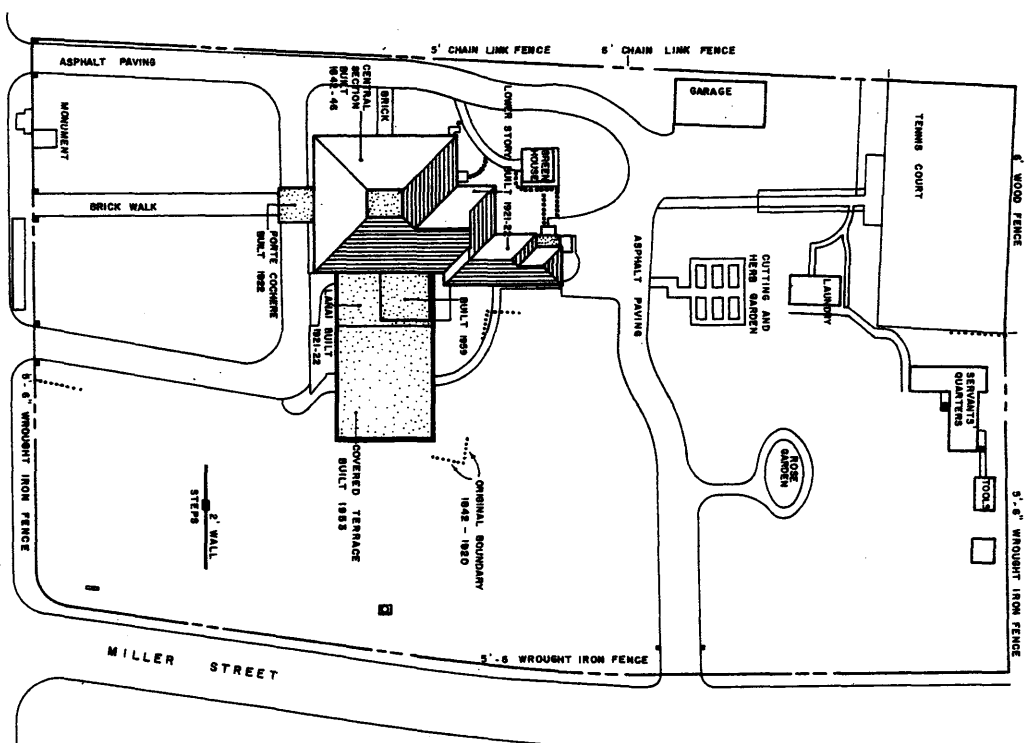 5' CHAIN LINK FENCE
6' CHAIN LINK FENCE
ASPHALT PAVING
MONUMENT
BRICK WALK
CENTRAL
SECTION
BUILT
1842-46
BRICK
LOWER STORY BUILT 1921-22
GREEN
HOUSE
GARAGE
TENNIS COURT
6' WOOD FENCE
PORTE COCHERE
BUILT 1922
LANAI BUILT
1921-22
BUILT 1959
ASPHALT PAVING
CUTTING AND
HERB GARDEN
LAUNDRY
SERVANTS'
QUARTERS
TOOLS
ROSE
GARDEN
5'-6" WROUGHT IRON FENCE
COVERED TERRACE
BUILT 1953
ORIGINAL BOUNDARY
1842 - 1920
2' WALL
STEPS
5'-6" WROUGHT IRON FENCE
5'-6 WROUGHT IRON FENCE
MILLER STREET